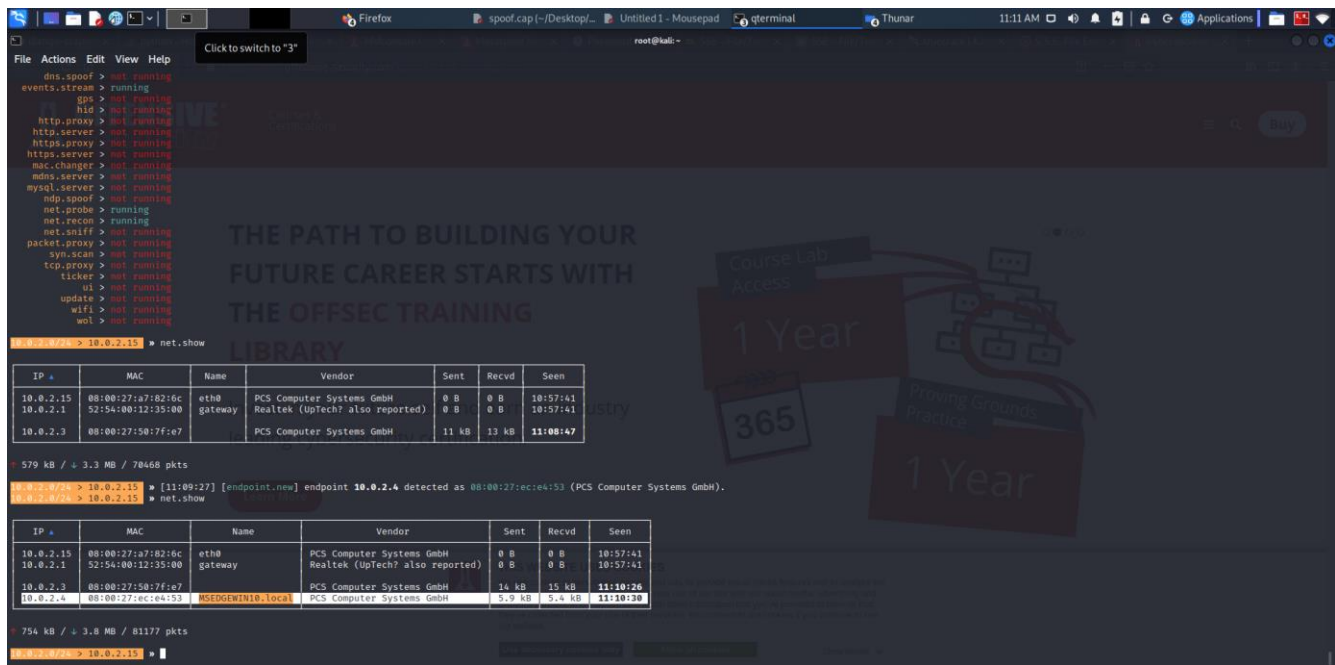 Firefox
spoof.cap (~/Desktop/...
Untitled 1 - Mousepad
qterminal
Thunar
11:11 AM
Applications
Click to switch to "3"
root@kali: ~
File Actions Edit View Help
dns.spoof > not running
events.stream > running
gps > not running
hid > not running
http.proxy > not running
http.server > not running
https.proxy > not running
https.server > not running
mac.changer > not running
mdns.server > not running
mysql.server > not running
ndp.spoof > not running
net.probe > running
net.recon > running
net.sniff > not running
packet.proxy > not running
syn.scan > not running
tcp.proxy > not running
ticker > not running
ui > not running
update > not running
wifi > not running
wol > not running
Buy
THE PATH TO BUILDING YOUR
FUTURE CAREER STARTS WITH
THE OFFSEC TRAINING
LIBRARY
Course Lab
Access
1 Year
365
Proving Grounds
Practice
1 Year
10.0.2.0/24 > 10.0.2.15 » net.show
IP MAC Name Vendor Sent Recvd Seen
10.0.2.15 08:00:27:a7:82:6c eth0 PCS Computer Systems GmbH 0 B 0 B 10:57:41
10.0.2.1 52:54:00:12:35:00 gateway Realtek (UpTech? also reported) 0 B 0 B 10:57:41
10.0.2.3 08:00:27:50:7f:e7 PCS Computer Systems GmbH 11 kB 13 kB 11:08:47
↑ 579 kB / ↓ 3.3 MB / 70468 pkts
10.0.2.0/24 > 10.0.2.15 » [11:09:27] [endpoint.new] endpoint 10.0.2.4 detected as 08:00:27:ec:e4:53 (PCS Computer Systems GmbH).
10.0.2.0/24 > 10.0.2.15 » net.show
IP MAC Name Vendor Sent Recvd Seen
10.0.2.15 08:00:27:a7:82:6c eth0 PCS Computer Systems GmbH 0 B 0 B 10:57:41
10.0.2.1 52:54:00:12:35:00 gateway Realtek (UpTech? also reported) 0 B 0 B 10:57:41
10.0.2.3 08:00:27:50:7f:e7 PCS Computer Systems GmbH 14 kB 15 kB 11:10:26
10.0.2.4 08:00:27:ec:e4:53 MSEDGEWIN10.local PCS Computer Systems GmbH 5.9 kB 5.4 kB 11:10:30
↑ 754 kB / ↓ 3.8 MB / 81177 pkts
10.0.2.0/24 > 10.0.2.15 »